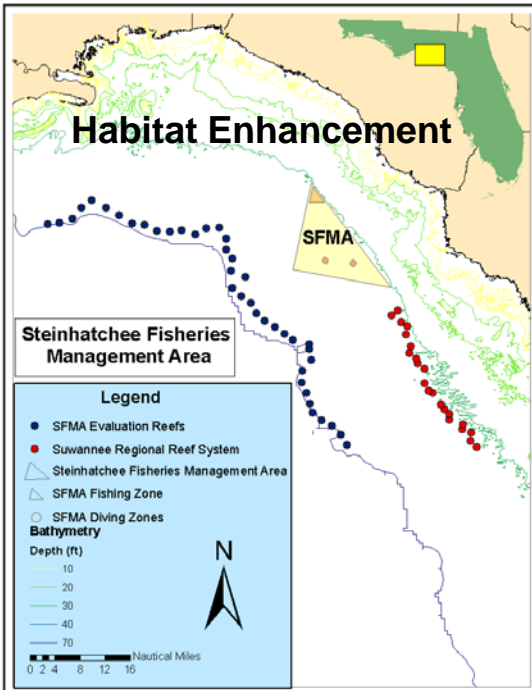 Habitat Enhancement
SFMA
Steinhatchee Fisheries
Management Area
Legend
SFMA Evaluation Reefs
Suwannee Regional Reef System
Steinhatchee Fisheries Management Area
SFMA Fishing Zone
SFMA Diving Zones
Bathymetry
Depth (ft)
10
20
30
40
70
N
Nautical Miles
0 2 4 8 12 16